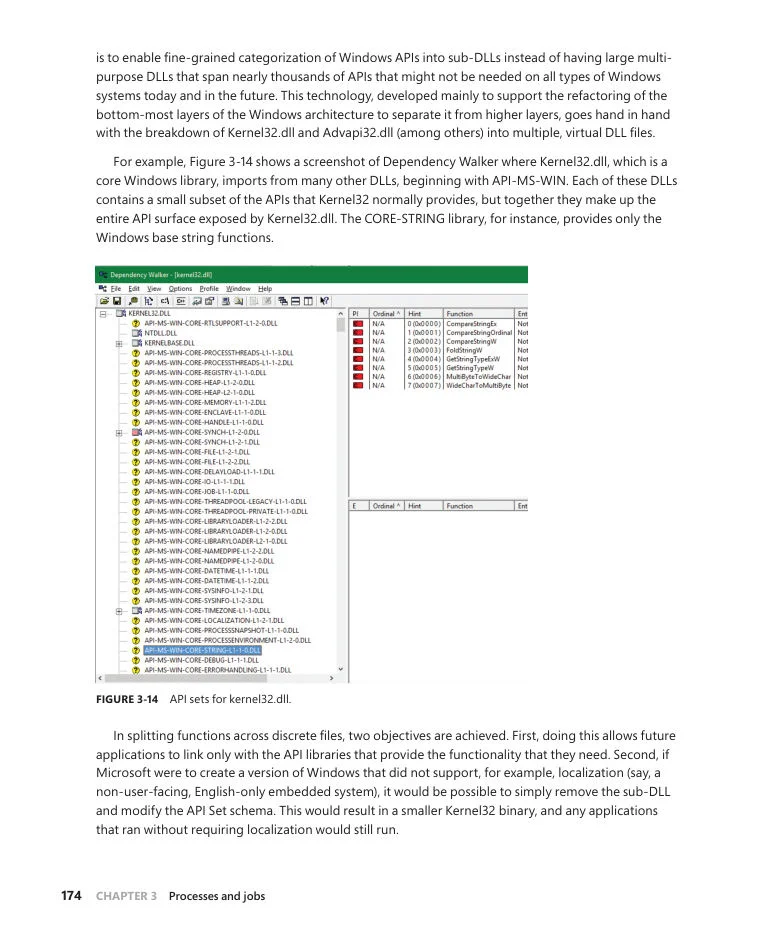 is to enable fine-grained categorization of Windows APIs into sub-DLLs instead of having large multi-
purpose DLLs that span nearly thousands of APIs that might not be needed on all types of Windows
systems today and in the future. This technology, developed mainly to support the refactoring of the
bottom-most layers of the Windows architecture to separate it from higher layers, goes hand in hand
with the breakdown of Kernel32.dll and Advapi32.dll (among others) into multiple, virtual DLL files.
For example, Figure 3-14 shows a screenshot of Dependency Walker where Kernel32.dll, which is a
core Windows library, imports from many other DLLs, beginning with API-MS-WIN. Each of these DLLs
contains a small subset of the APIs that Kernel32 normally provides, but together they make up the
entire API surface exposed by Kernel32.dll. The CORE-STRING library, for instance, provides only the
Windows base string functions.
Dependency Walker - [kernel32.dll]
File Edit View Options Profile Window Help
KERNEL32.DLL
API-MS-WIN-CORE-RTLSUPPORT-L1-2-0.DLL
NTDLL.DLL
KERNELBASE.DLL
API-MS-WIN-CORE-PROCESSTHREADS-L1-1-3.DLL
API-MS-WIN-CORE-PROCESSTHREADS-L1-1-2.DLL
API-MS-WIN-CORE-REGISTRY-L1-1-0.DLL
API-MS-WIN-CORE-HEAP-L1-2-0.DLL
API-MS-WIN-CORE-HEAP-L2-1-0.DLL
API-MS-WIN-CORE-MEMORY-L1-1-2.DLL
API-MS-WIN-CORE-ENCLAVE-L1-1-0.DLL
API-MS-WIN-CORE-HANDLE-L1-1-0.DLL
API-MS-WIN-CORE-SYNCH-L1-2-0.DLL
API-MS-WIN-CORE-SYNCH-L1-2-1.DLL
API-MS-WIN-CORE-FILE-L1-2-1.DLL
API-MS-WIN-CORE-FILE-L1-2-2.DLL
API-MS-WIN-CORE-DELAYLOAD-L1-1-1.DLL
API-MS-WIN-CORE-IO-L1-1-1.DLL
API-MS-WIN-CORE-JOB-L1-1-0.DLL
API-MS-WIN-CORE-THREADPOOL-LEGACY-L1-1-0.DLL
API-MS-WIN-CORE-THREADPOOL-PRIVATE-L1-1-0.DLL
API-MS-WIN-CORE-LIBRARYLOADER-L1-2-2.DLL
API-MS-WIN-CORE-LIBRARYLOADER-L1-2-0.DLL
API-MS-WIN-CORE-LIBRARYLOADER-L2-1-0.DLL
API-MS-WIN-CORE-NAMEDPIPE-L1-2-2.DLL
API-MS-WIN-CORE-NAMEDPIPE-L1-2-0.DLL
API-MS-WIN-CORE-DATETIME-L1-1-1.DLL
API-MS-WIN-CORE-DATETIME-L1-1-2.DLL
API-MS-WIN-CORE-SYSINFO-L1-2-1.DLL
API-MS-WIN-CORE-SYSINFO-L1-2-3.DLL
API-MS-WIN-CORE-TIMEZONE-L1-1-0.DLL
API-MS-WIN-CORE-LOCALIZATION-L1-2-1.DLL
API-MS-WIN-CORE-PROCESSSNAPSHOT-L1-1-0.DLL
API-MS-WIN-CORE-PROCESSENVIRONMENT-L1-2-0.DLL
API-MS-WIN-CORE-STRING-L1-1-0.DLL
API-MS-WIN-CORE-DEBUG-L1-1-1.DLL
API-MS-WIN-CORE-ERRORHANDLING-L1-1-1.DLL
PI Ordinal ^ Hint Function Ent
C N/A 0 (0x0000) CompareStringEx Not
C N/A 1 (0x0001) CompareStringOrdinal Not
C N/A 2 (0x0002) CompareStringW Not
C N/A 3 (0x0003) FoldStringW Not
C N/A 4 (0x0004) GetStringTypeExW Not
C N/A 5 (0x0005) GetStringTypeW Not
C N/A 6 (0x0006) MultiByteToWideChar Not
C N/A 7 (0x0007) WideCharToMultiByte Not
E Ordinal ^ Hint Function Ent
FIGURE 3-14 API sets for kernel32.dll.
In splitting functions across discrete files, two objectives are achieved. First, doing this allows future
applications to link only with the API libraries that provide the functionality that they need. Second, if
Microsoft were to create a version of Windows that did not support, for example, localization (say, a
non-user-facing, English-only embedded system), it would be possible to simply remove the sub-DLL
and modify the API Set schema. This would result in a smaller Kernel32 binary, and any applications
that ran without requiring localization would still run.
174 CHAPTER 3 Processes and jobs